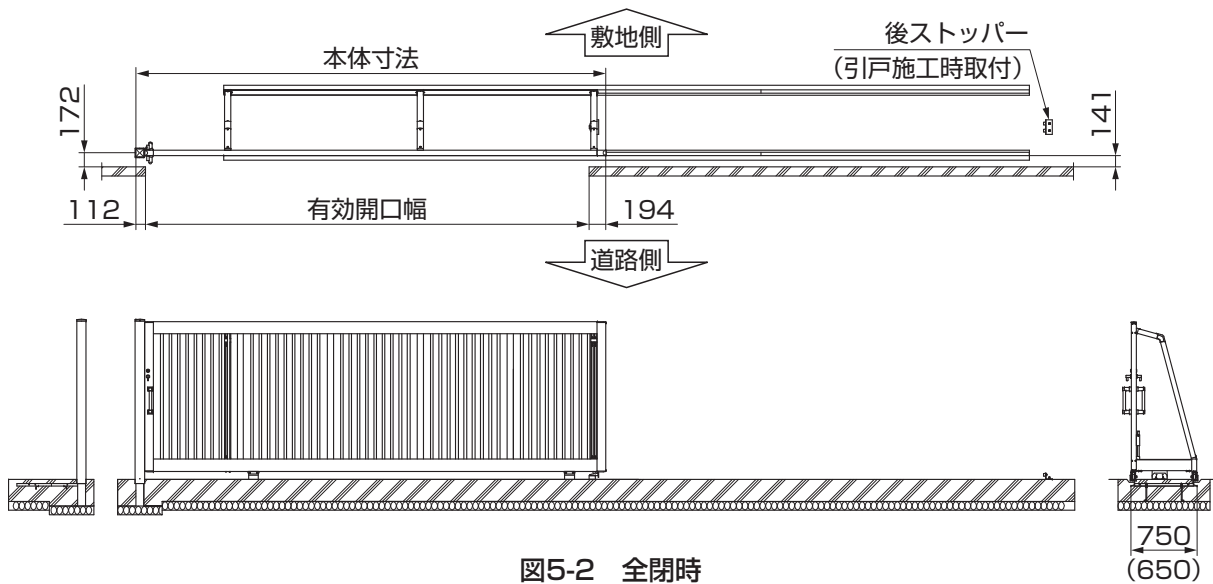 敷地側
本体寸法
後ストッパー
(引戸施工時取付)
172
141
112
有効開口幅
194
道路側
750
(650)
図5-2 全閉時